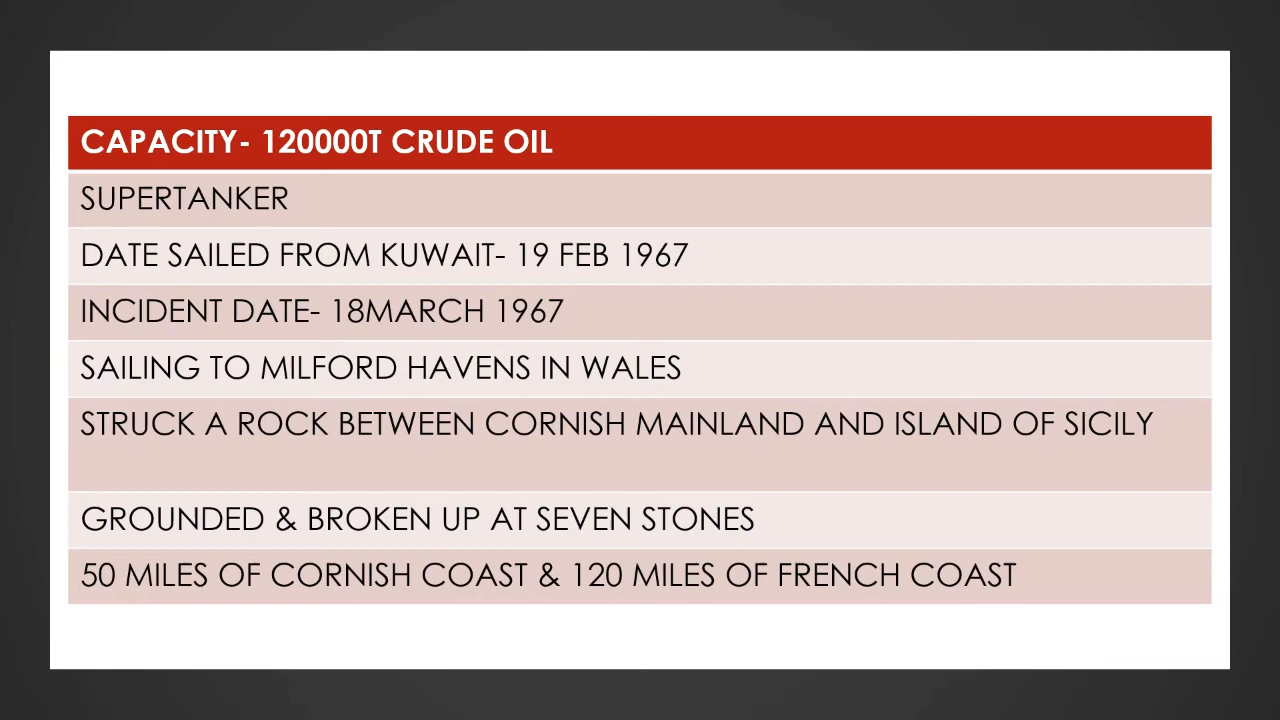 CAPACITY- 120000T CRUDE OIL
SUPERTANKER
DATE SAILED FROM KUWAIT- 19 FEB 1967
INCIDENT DATE- 18MARCH 1967
SAILING TO MILFORD HAVENS IN WALES
STRUCK A ROCK BETWEEN CORNISH MAINLAND AND ISLAND OF SICILY
GROUNDED & BROKEN UP AT SEVEN STONES
50 MILES OF CORNISH COAST & 120 MILES OF FRENCH COAST